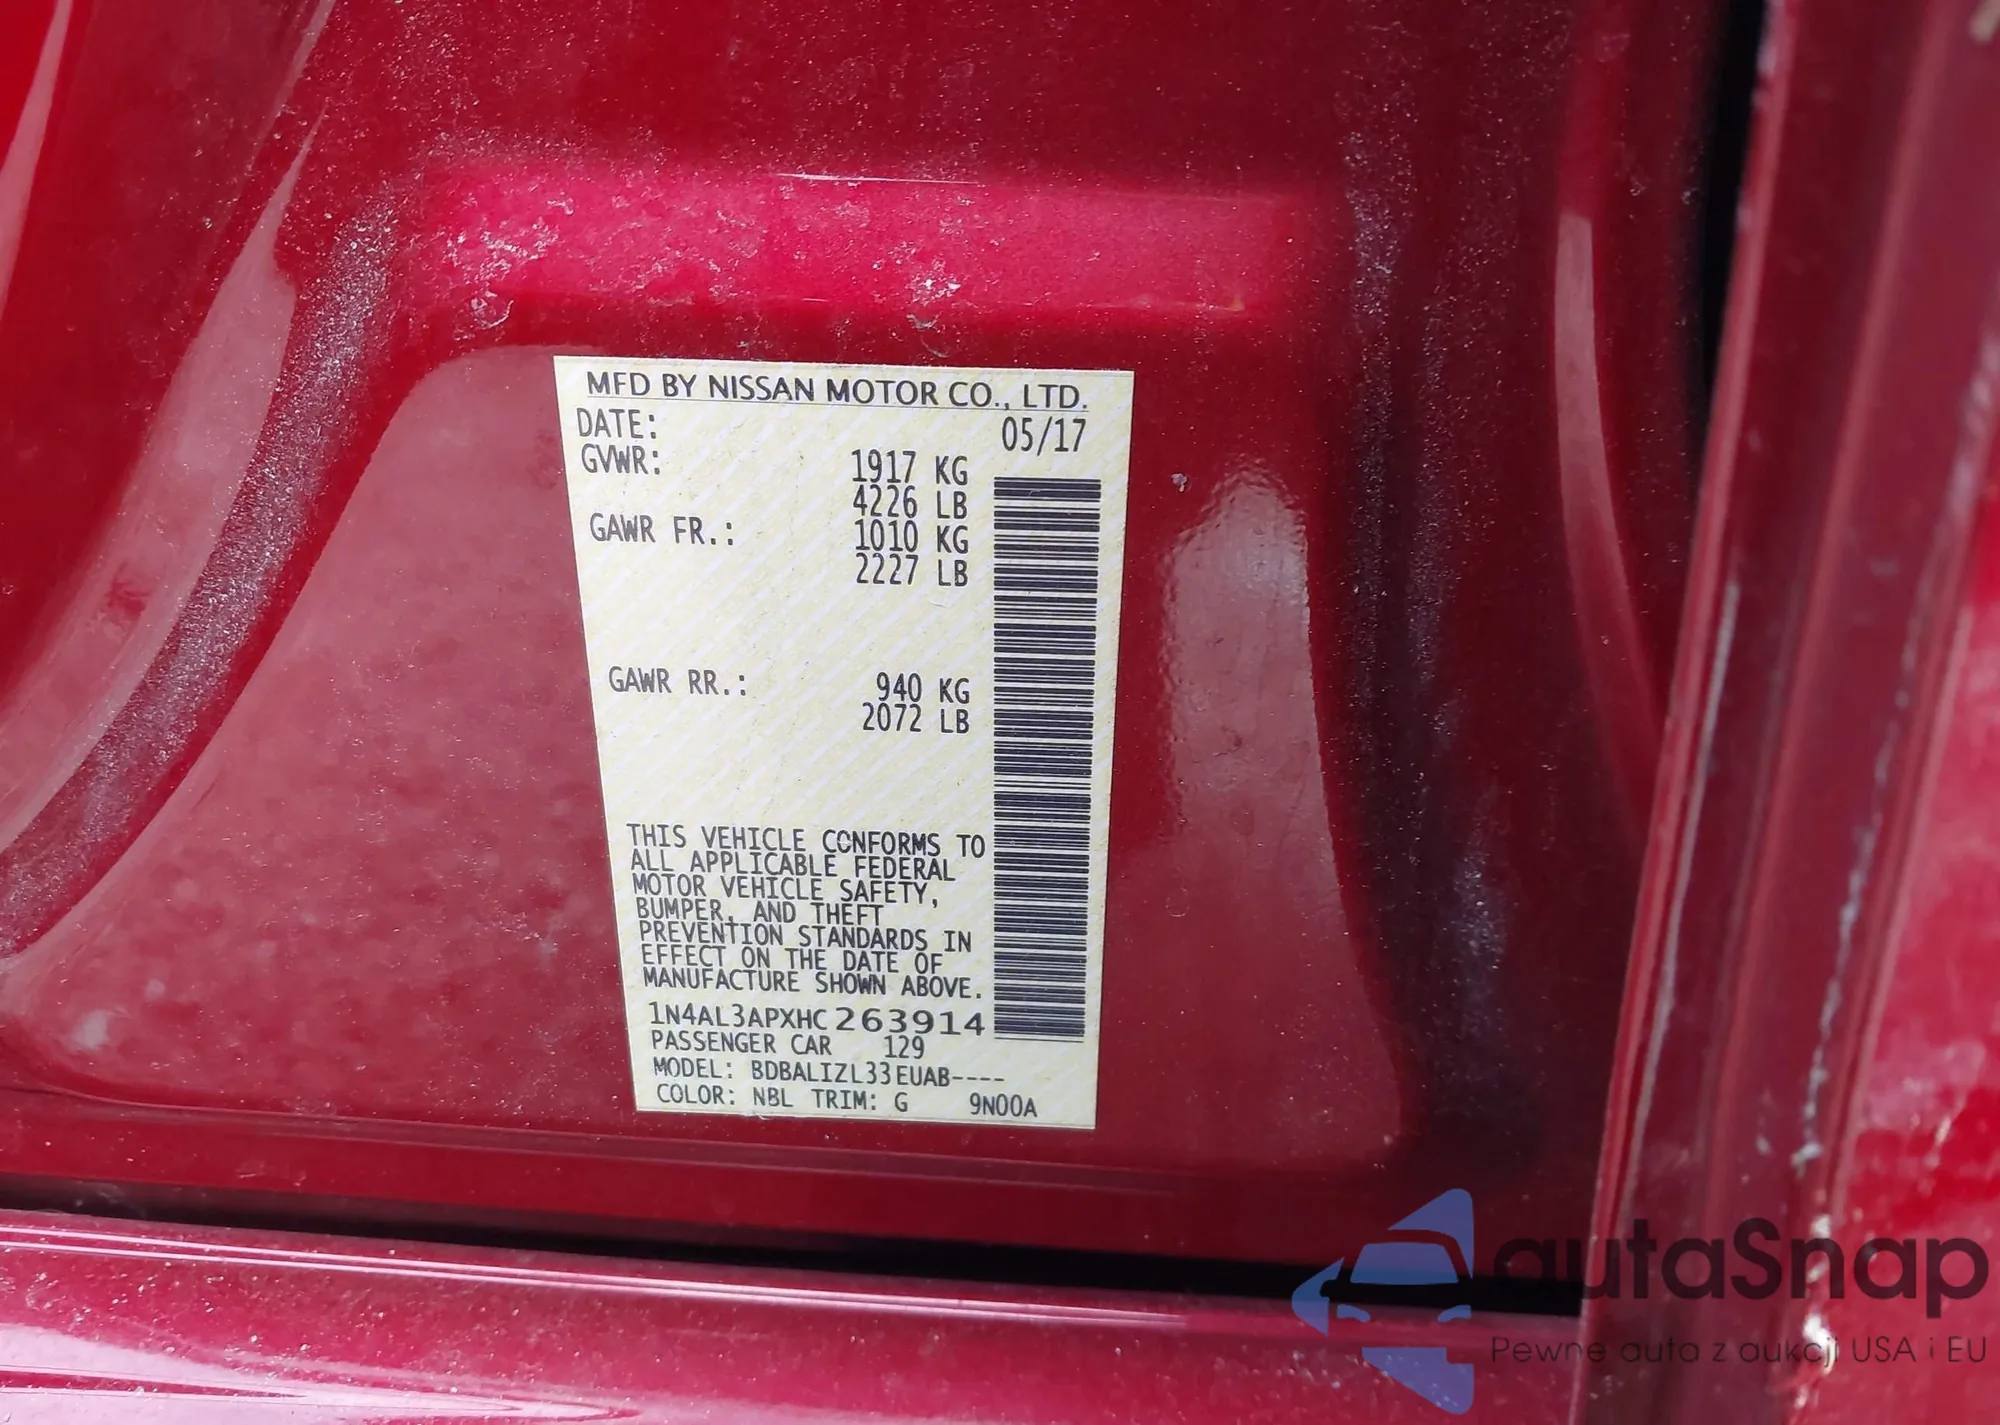 MFD BY NISSAN MOTOR CO., LTD.
DATE: 05/17
GVWR: 1917 KG
4226 LB
GAWR FR.: 1010 KG
2227 LB
GAWR RR.: 940 KG
2072 LB
THIS VEHICLE CONFORMS TO
ALL APPLICABLE FEDERAL
MOTOR VEHICLE SAFETY,
BUMPER, AND THEFT
PREVENTION STANDARDS IN
EFFECT ON THE DATE OF
MANUFACTURE SHOWN ABOVE.
1N4AL3APXHC263914
PASSENGER CAR 129
MODEL: BDBALIZL33EUAB----
COLOR: NBL TRIM: G 9N00A
autaSnap
Pewne auta z aukcji USA i EU